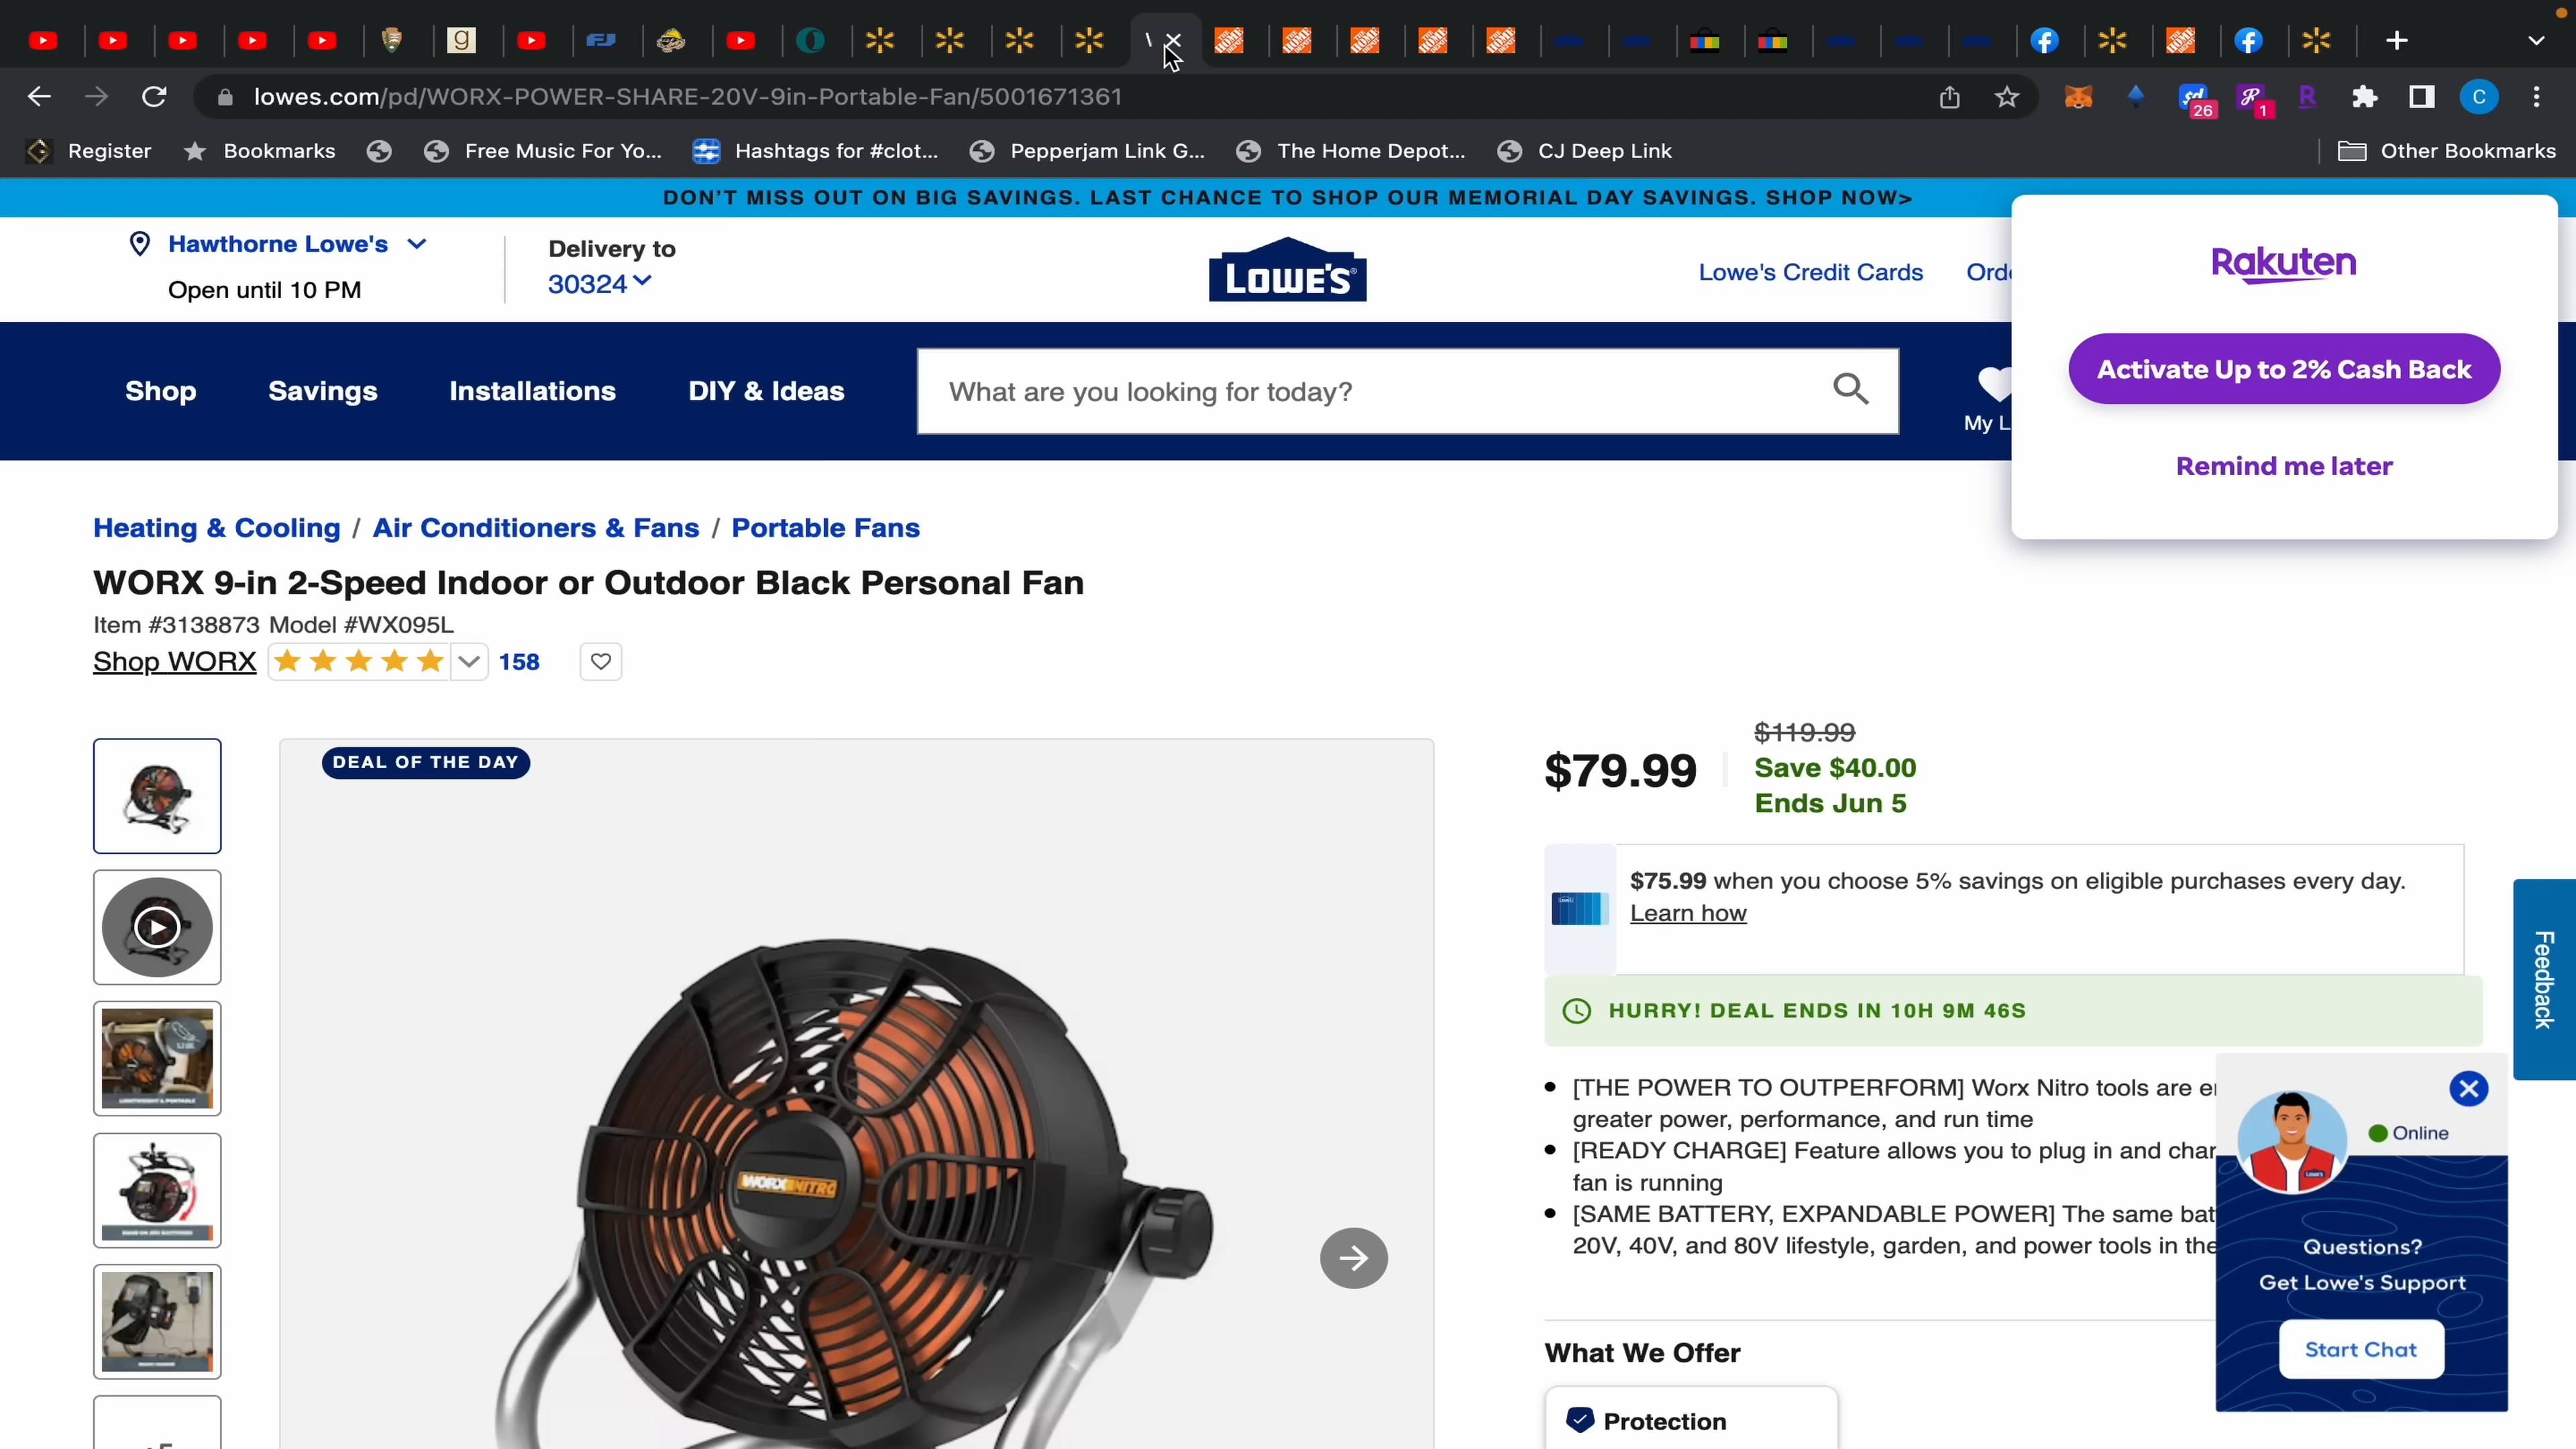 lowes.com/pd/WORX-POWER-SHARE-20V-9in-Portable-Fan/5001671361
26
1
C
Register
Bookmarks
Free Music For Yo...
Hashtags for #clot...
Pepperjam Link G...
The Home Depot...
CJ Deep Link
Other Bookmarks
DON'T MISS OUT ON BIG SAVINGS. LAST CHANCE TO SHOP OUR MEMORIAL DAY SAVINGS. SHOP NOW>
Hawthorne Lowe's
Open until 10 PM
Delivery to
30324
LOWE'S
Lowe's Credit Cards
Rakuten
Activate Up to 2% Cash Back
Remind me later
Shop
Savings
Installations
DIY & Ideas
What are you looking for today?
My L
Heating & Cooling / Air Conditioners & Fans / Portable Fans
WORX 9-in 2-Speed Indoor or Outdoor Black Personal Fan
Item #3138873 Model #WX095L
Shop WORX
158
DEAL OF THE DAY
WORX NITRO
$79.99
$119.99
Save $40.00
Ends Jun 5
$75.99 when you choose 5% savings on eligible purchases every day.
Learn how
HURRY! DEAL ENDS IN 10H 9M 46S
[THE POWER TO OUTPERFORM] Worx Nitro tools are
greater power, performance, and run time
[READY CHARGE] Feature allows you to plug in and
fan is running
[SAME BATTERY, EXPANDABLE POWER] The same
20V, 40V, and 80V lifestyle, garden, and power tools in the
What We Offer
Protection
Feedback
Online
Questions?
Get Lowe's Support
Start Chat